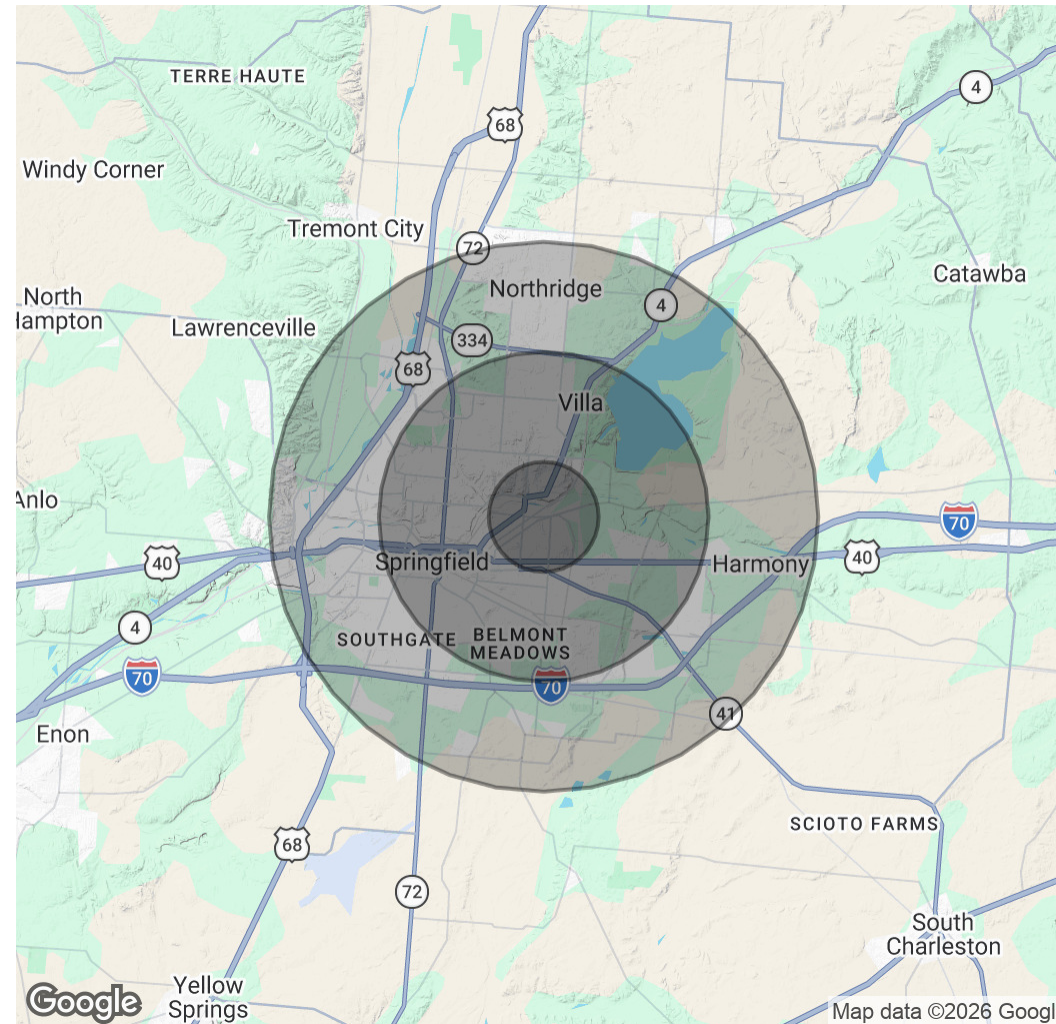 TERRE HAUTE
4
68
Windy Corner
Tremont City
72
Catawba
Northridge
North
Hampton
4
Lawrenceville
334
68
Villa
Anlo
70
40
Springfield
Harmony
40
4
SOUTHGATE
BELMONT
MEADOWS
70
70
41
Enon
SCIOTO FARMS
68
72
South
Charleston
Yellow
Springs
Google
Map data ©2026 Googl